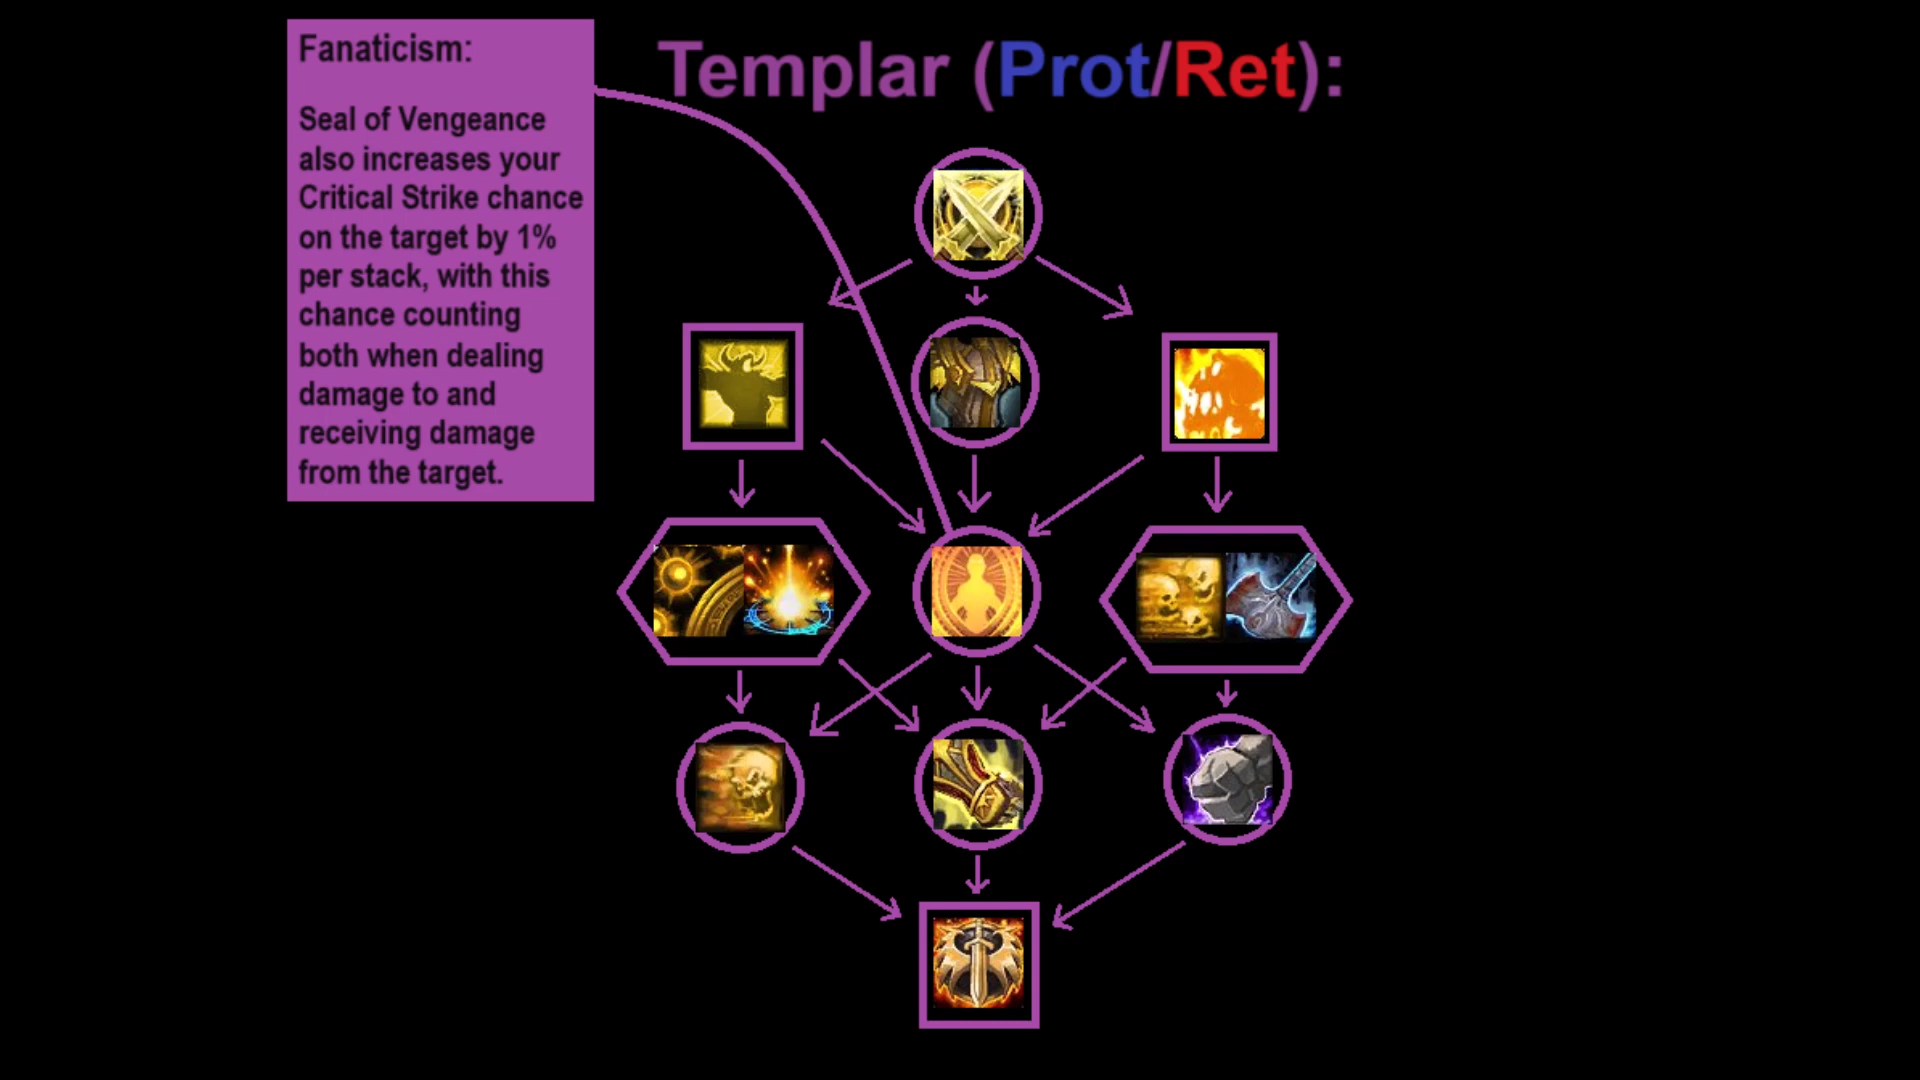 Fanaticism:
Templar (Prot/Ret):
Seal of Vengeance
also increases your
Critical Strike chance
on the target by 1%
per stack, with this
chance counting
both when dealing
damage to and
receiving damage
from the target.